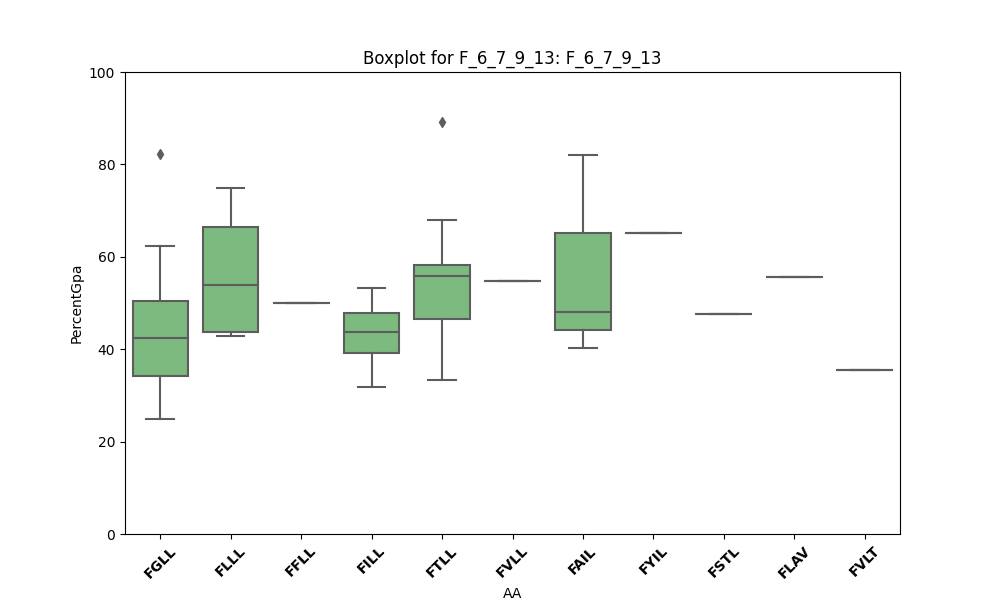 Boxplot for F_6_7_9_13: F_6_7_9_13
100
80
60
40
20
0
PercentGpa
FGLL FLLL FFLL FILL FTLL FVLL FAIL FYIL FSTL FLAV FVLT
AA